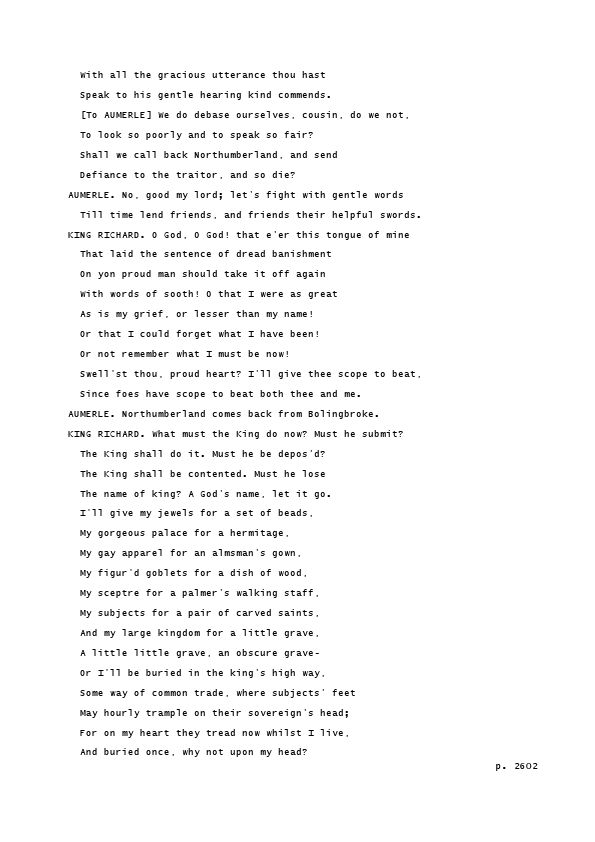 With all the gracious utterance thou hast
Speak to his gentle hearing kind commends.
[To AUMERLE] We do debase ourselves, cousin, do we not,
To look so poorly and to speak so fair?
Shall we call back Northumberland, and send
Defiance to the traitor, and so die?
AUMERLE. No, good my lord; let's fight with gentle words
Till time lend friends, and friends their helpful swords.
KING RICHARD. O God, O God! that e'er this tongue of mine
That laid the sentence of dread banishment
On yon proud man should take it off again
With words of sooth! O that I were as great
As is my grief, or lesser than my name!
Or that I could forget what I have been!
Or not remember what I must be now!
Swell'st thou, proud heart? I'll give thee scope to beat,
Since foes have scope to beat both thee and me.
AUMERLE. Northumberland comes back from Bolingbroke.
KING RICHARD. What must the King do now? Must he submit?
The King shall do it. Must he be depos'd?
The King shall be contented. Must he lose
The name of king? A God's name, let it go.
I'll give my jewels for a set of beads,
My gorgeous palace for a hermitage,
My gay apparel for an almsman's gown,
My figur'd goblets for a dish of wood,
My sceptre for a palmer's walking staff,
My subjects for a pair of carved saints,
And my large kingdom for a little grave,
A little little grave, an obscure grave-
Or I'll be buried in the king's high way,
Some way of common trade, where subjects' feet
May hourly trample on their sovereign's head;
For on my heart they tread now whilst I live,
And buried once, why not upon my head?
p. 2602